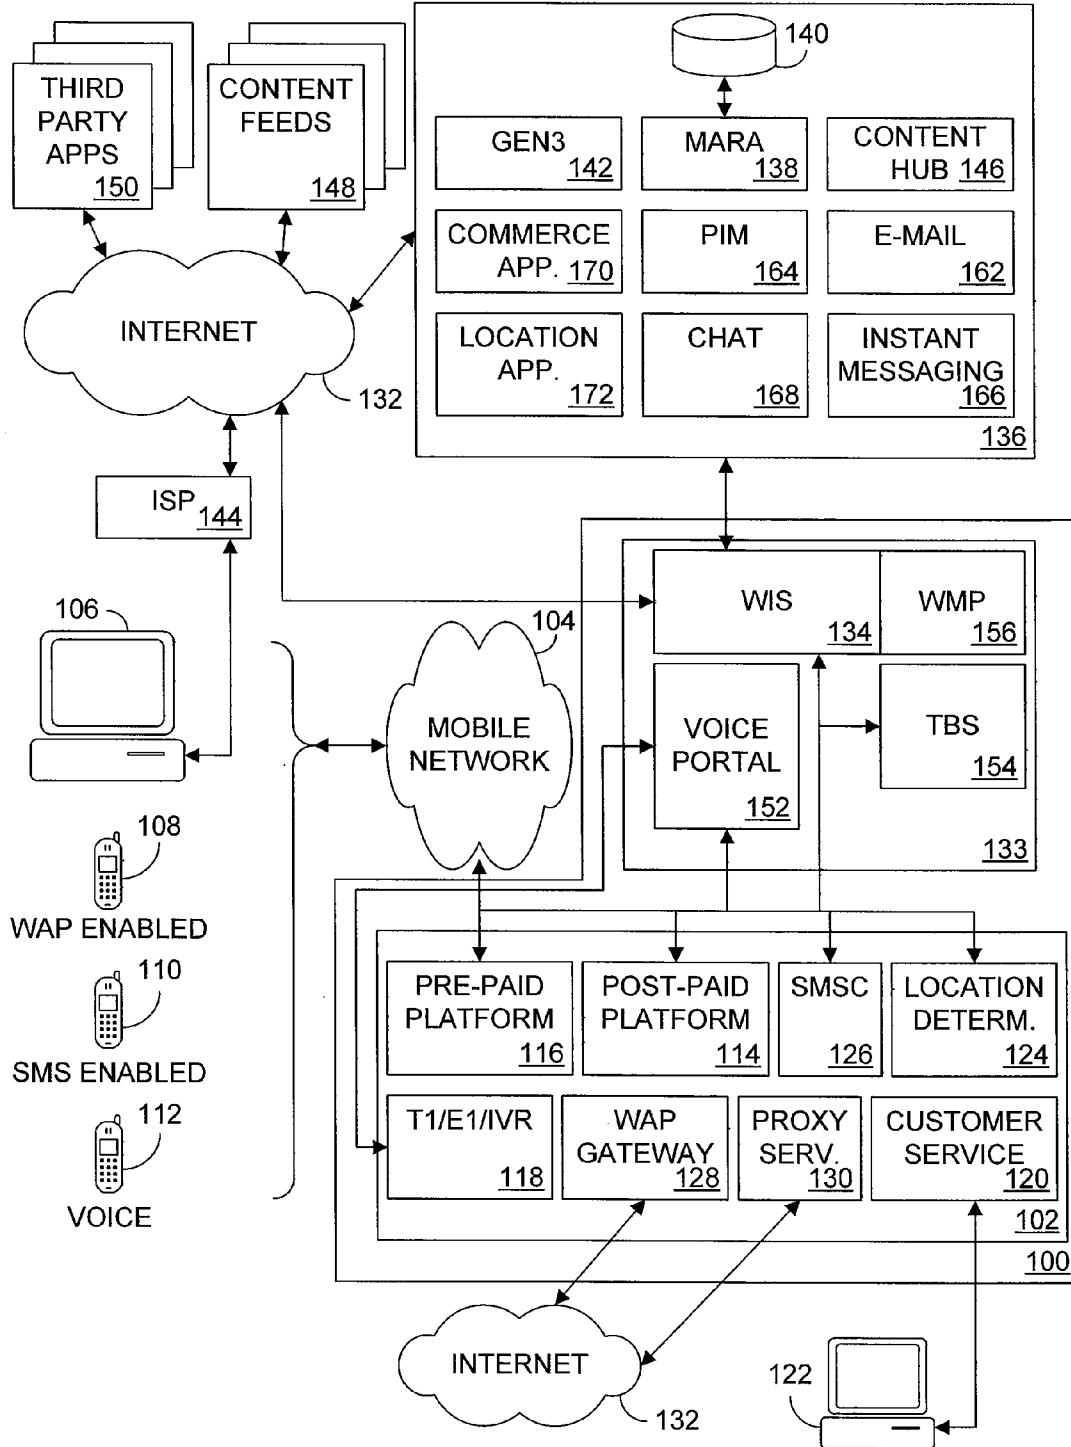 THIRD
PARTY
APPS
150
CONTENT
FEEDS
148
140
GEN3
142
MARA
138
CONTENT
HUB 146
COMMERCE
APP. 170
PIM
164
E-MAIL
162
LOCATION
APP.
172
CHAT
168
INSTANT
MESSAGING
166
136
INTERNET
132
ISP
144
106
104
MOBILE
NETWORK
WIS
134
WMP
156
VOICE
PORTAL
152
TBS
154
133
108
WAP ENABLED
110
SMS ENABLED
112
VOICE
PRE-PAID
PLATFORM
116
POST-PAID
PLATFORM
114
SMSC
126
LOCATION
DETERM.
124
T1/E1/IVR
118
WAP
GATEWAY
128
PROXY
SERV.
130
CUSTOMER
SERVICE
120
102
100
INTERNET
132
122